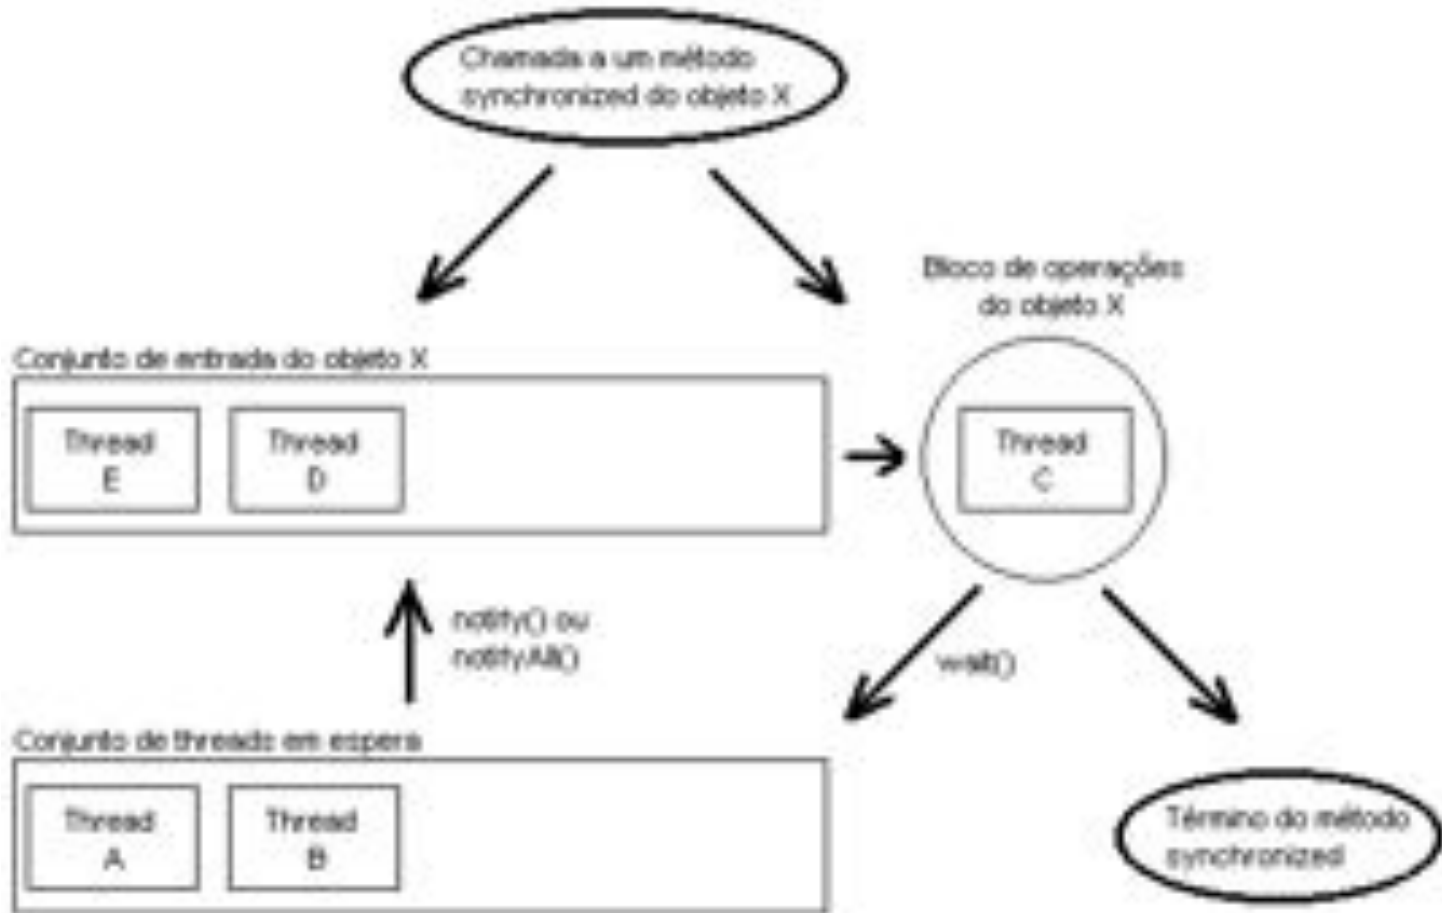 Chamada a um método
synchronized do objeto X
Bloco de operações
do objeto X
Conjunto de entrada do objeto X
Thread
E
Thread
D
Thread
C
notify() ou
notifyAll()
wait()
Conjunto de threads em espera
Thread
A
Thread
B
Término do método
synchronized